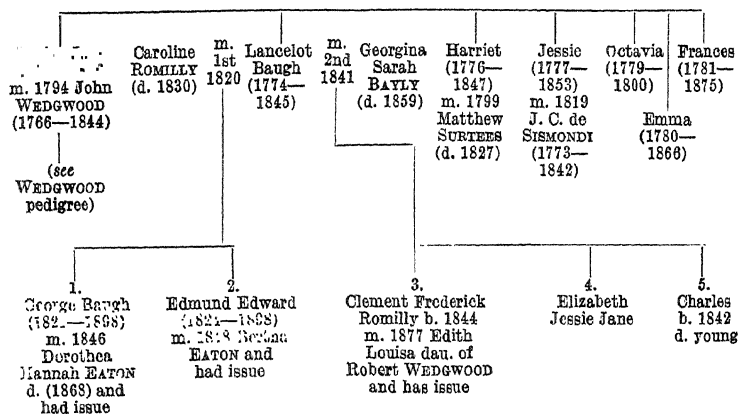 m. 1794 John
WEDGWOOD
(1766—1844)
(see
WEDGWOOD
pedigree)
Caroline
ROMILLY
(d. 1830)
m.
1st
1820
Lancelot
Baugh
(1774—
1845)
m.
2nd
1841
Georgina
Sarah
BAYLY
(d. 1859)
Harriet
(1776—
1847)
m. 1799
Matthew
SURTEES
(d. 1827)
Jessie
(1777—
1853)
m. 1819
J. C. de
SISMONDI
(1773—
1842)
Octavia
(1779—
1800)
Emma
(1780—
1866)
Frances
(1781—
1875)
1.
George Baugh
m. 1846
Dorothea
Hannah EATON
d. (1868) and
had issue
2.
Edmund Edward
EATON and
had issue
3.
Clement Frederick
Romilly b. 1844
m. 1877 Edith
Louisa dau. of
Robert WEDGWOOD
and has issue
4.
Elizabeth
Jessie Jane
5.
Charles
b. 1842
d. young